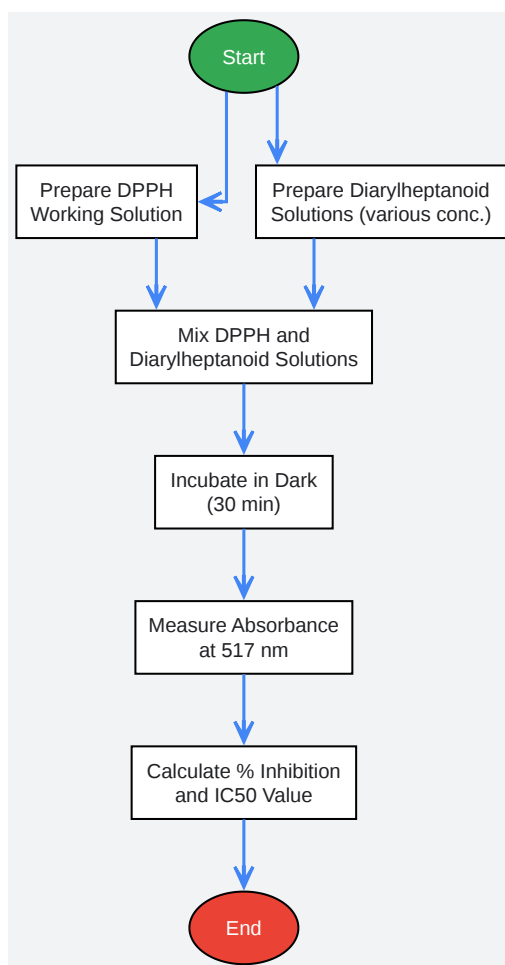 Start
Prepare DPPH
Working Solution
Prepare Diarylheptanoid
Solutions (various conc.)
Mix DPPH and
Diarylheptanoid Solutions
Incubate in Dark
(30 min)
Measure Absorbance
at 517 nm
Calculate % Inhibition
and IC50 Value
End